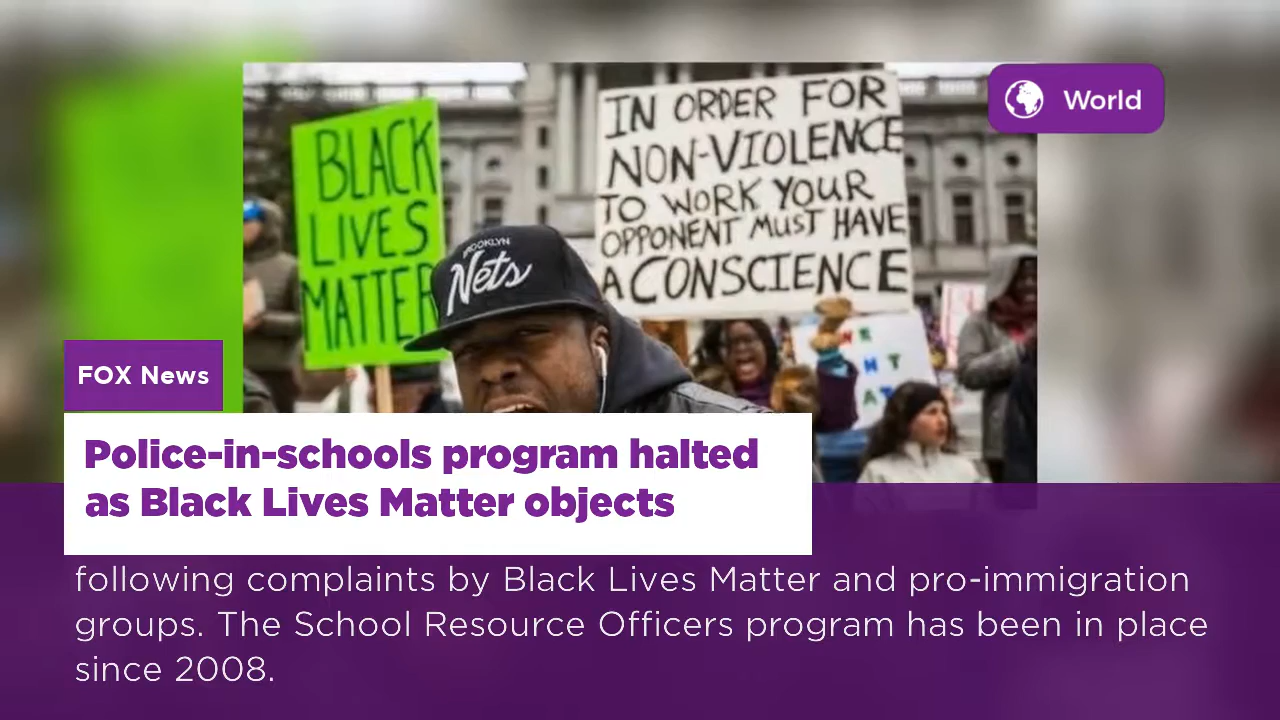 World
BLACK
LIVES
MATTER
IN ORDER FOR
NON-VIOLENCE
TO WORK YOUR
OPPONENT MUST HAVE
A CONSCIENCE
BROOKLYN
Nets
FOX News
Police-in-schools program halted
as Black Lives Matter objects
following complaints by Black Lives Matter and pro-immigration
groups. The School Resource Officers program has been in place
since 2008.